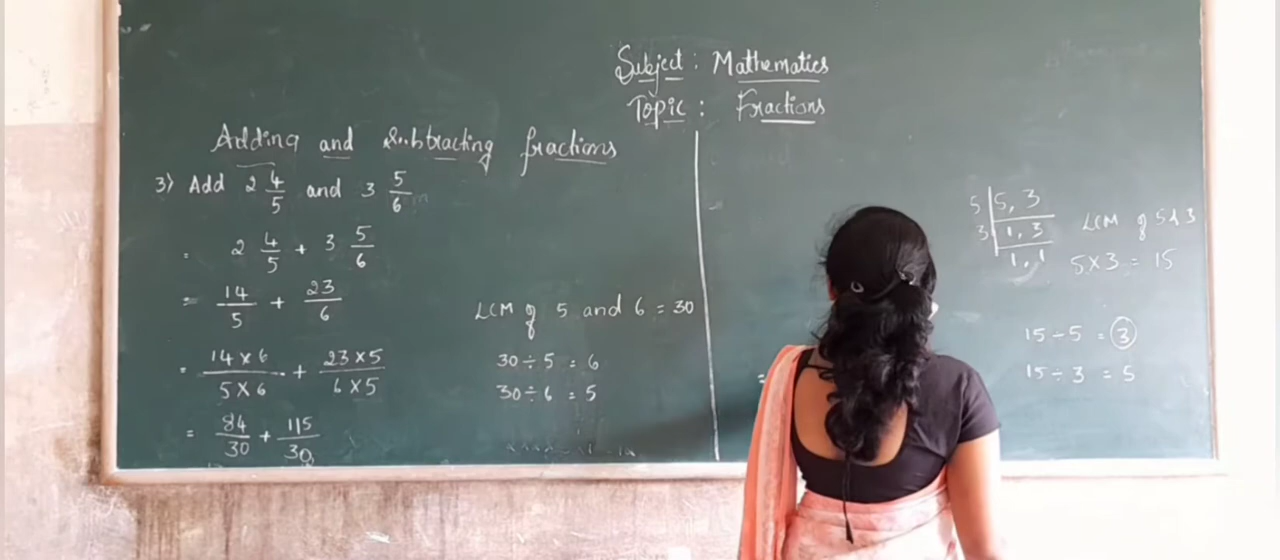 Subject : Mathematics
Topic : Fractions
Adding and Subtracting fractions
3) Add 2 4/5 and 3 5/6
= 2 4/5 + 3 5/6
= 14/5 + 23/6
= 14 × 6/5 × 6 + 23 × 5/6 × 5
= 84/30 + 115/30
LCM of 5 and 6 = 30
30 ÷ 5 = 6
30 ÷ 6 = 5
=
5 | 5, 3
3 | 1, 3
1, 1
LCM of 5 & 3
5 × 3 = 15
15 ÷ 5 = 3
15 ÷ 3 = 5